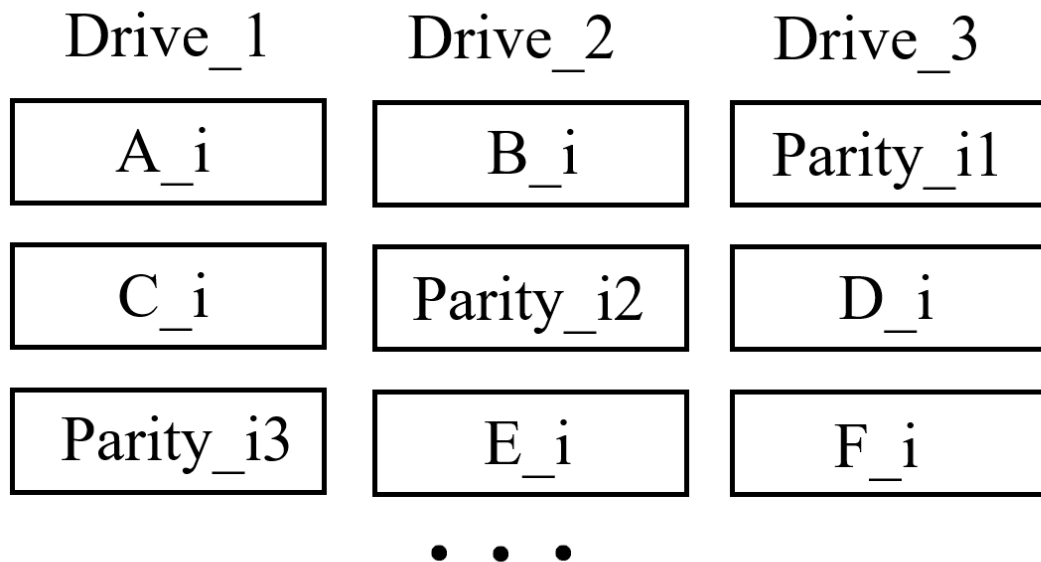 Drive_1 Drive_2 Drive_3
A_i B_i Parity_i1
C_i Parity_i2 D_i
Parity_i3 E_i F_i
. . .